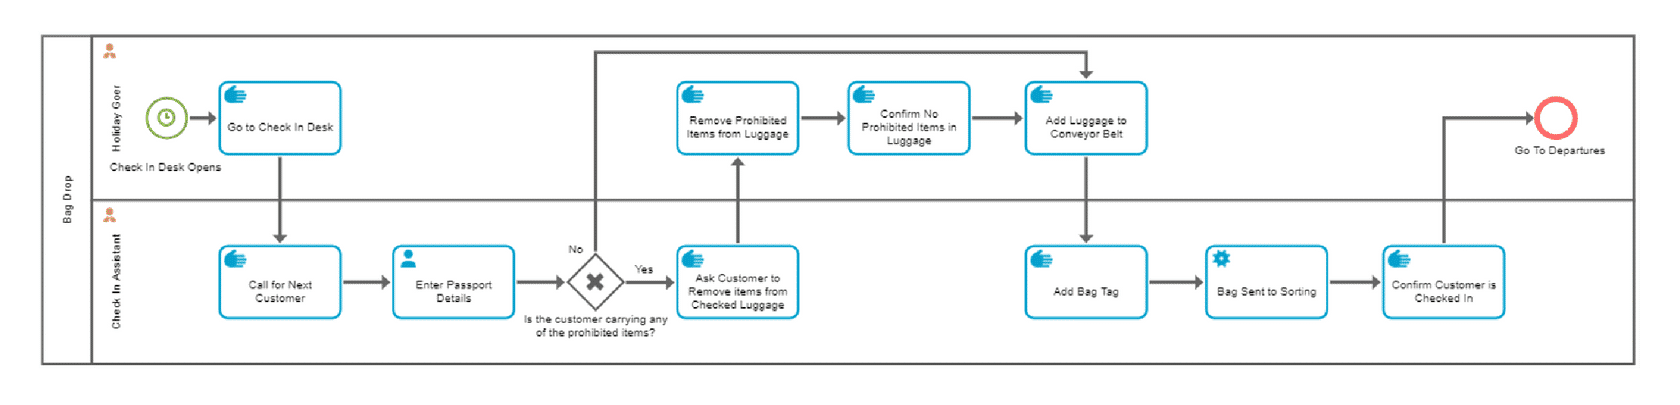 Bag Drop
Holiday Goer
Check In Desk Opens
Go to Check In Desk
Remove Prohibited
Items from Luggage
Confirm No
Prohibited Items in
Luggage
Add Luggage to
Conveyor Belt
Go To Departures
Check In Assistant
Call for Next
Customer
Enter Passport
Details
No
Yes
Is the customer carrying any
of the prohibited items?
Ask Customer to
Remove items from
Checked Luggage
Add Bag Tag
Bag Sent to Sorting
Confirm Customer is
Checked In